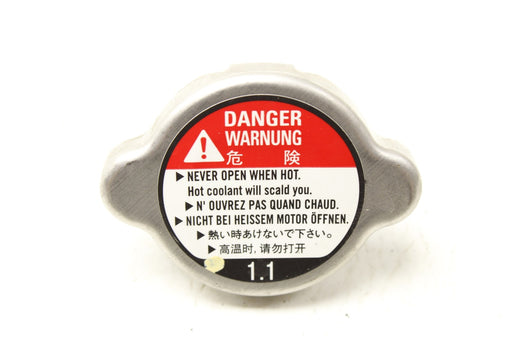 DANGER
WARNUNG
危 険
▶ NEVER OPEN WHEN HOT.
Hot coolant will scald you.
▶ N' OUVREZ PAS QUAND CHAUD.
▶ NICHT BEI HEISSEM MOTOR ÖFFNEN.
▶ 熱い時あけないで下さい。
▶ 高温时, 请勿打开
1.1